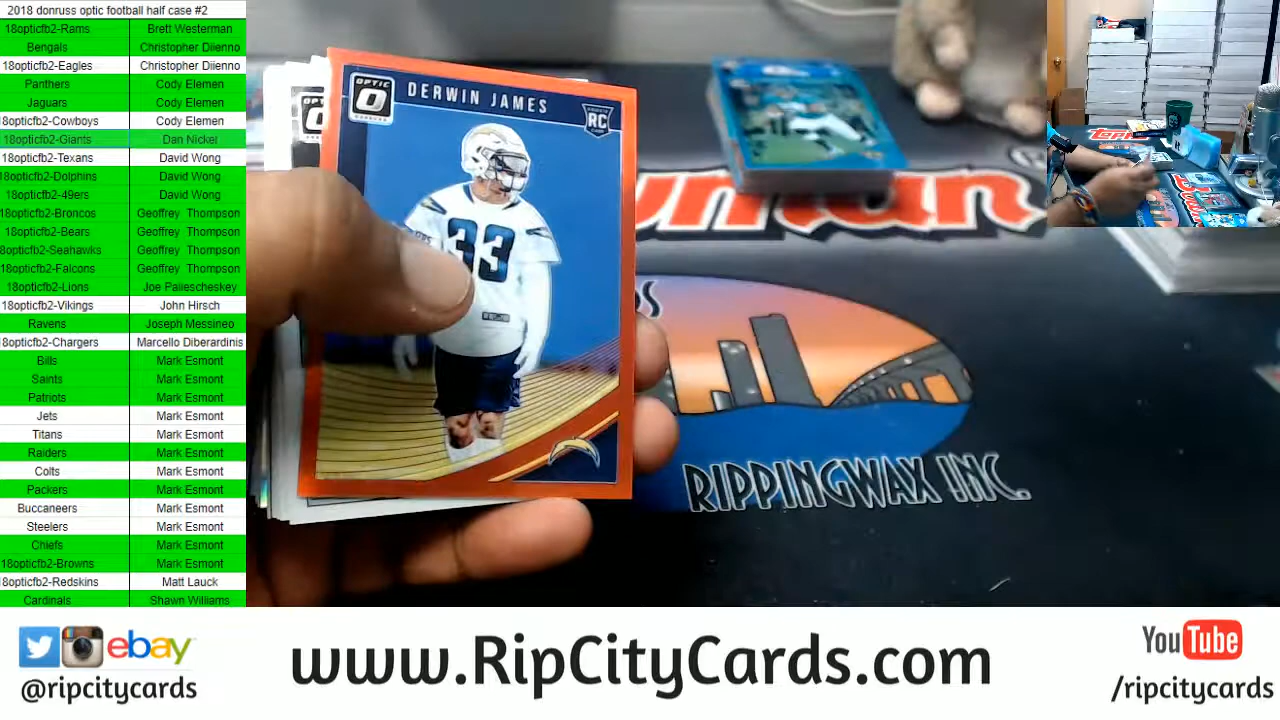 2018 donruss optic football half case #2
18opticfb2-Rams Brett Westerman
Bengals Christopher Diienno
18opticfb2-Eagles Christopher Diienno
Panthers Cody Elemen
Jaguars Cody Elemen
18opticfb2-Cowboys Cody Elemen
18opticfb2-Giants Dan Nickel
18opticfb2-Texans David Wong
18opticfb2-Dolphins David Wong
18opticfb2-49ers David Wong
18opticfb2-Broncos Geoffrey Thompson
18opticfb2-Bears Geoffrey Thompson
8opticfb2-Seahawks Geoffrey Thompson
18opticfb2-Falcons Geoffrey Thompson
18opticfb2-Lions Joe Paliescheskey
18opticfb2-Vikings John Hirsch
Ravens Joseph Messineo
18opticfb2-Chargers Marcello Diberardinis
Bills Mark Esmont
Saints Mark Esmont
Patriots Mark Esmont
Jets Mark Esmont
Titans Mark Esmont
Raiders Mark Esmont
Colts Mark Esmont
Packers Mark Esmont
Buccaneers Mark Esmont
Steelers Mark Esmont
Chiefs Mark Esmont
18opticfb2-Browns Mark Esmont
8opticfb2-Redskins Matt Lauck
Cardinals Shawn Williams
OPTIC
DERWIN JAMES
RC
33
RIPPINGWAX INC.
Topps
ebay
@ripcitycards
www.RipCityCards.com
YouTube
/ripcitycards